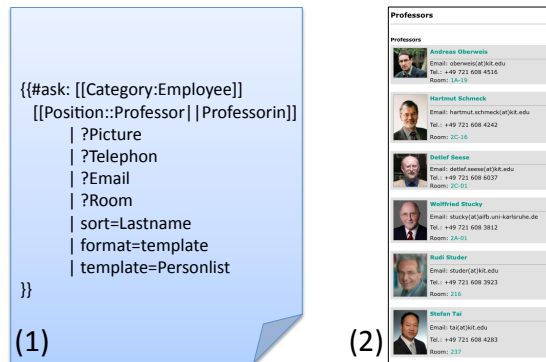 {{#ask: [[Category:Employee]]
[[Position::Professor||Professorin]]
| ?Picture
| ?Telephon
| ?Email
| ?Room
| sort=Lastname
| format=template
| template=Personlist
}}
(1)
(2)
Professors
Professors
Andreas Oberweis
Email: oberweis(at)kit.edu
Tel.: +49 721 608 4516
Room: 1A-19
Hartmut Schmeck
Email: hartmut.schmeck(at)kit.edu
Tel.: +49 721 608 4242
Room: 2C-16
Detlef Seese
Email: detlef.seese(at)kit.edu
Tel.: +49 721 608 6037
Room: 2C-01
Wolffried Stucky
Email: stucky(at)aifb.uni-karlsruhe.de
Tel.: +49 721 608 3812
Room: 2A-01
Rudi Studer
Email: studer(at)kit.edu
Tel.: +49 721 608 3923
Room: 216
Stefan Tai
Email: tai(at)kit.edu
Tel.: +49 721 608 4283
Room: 237